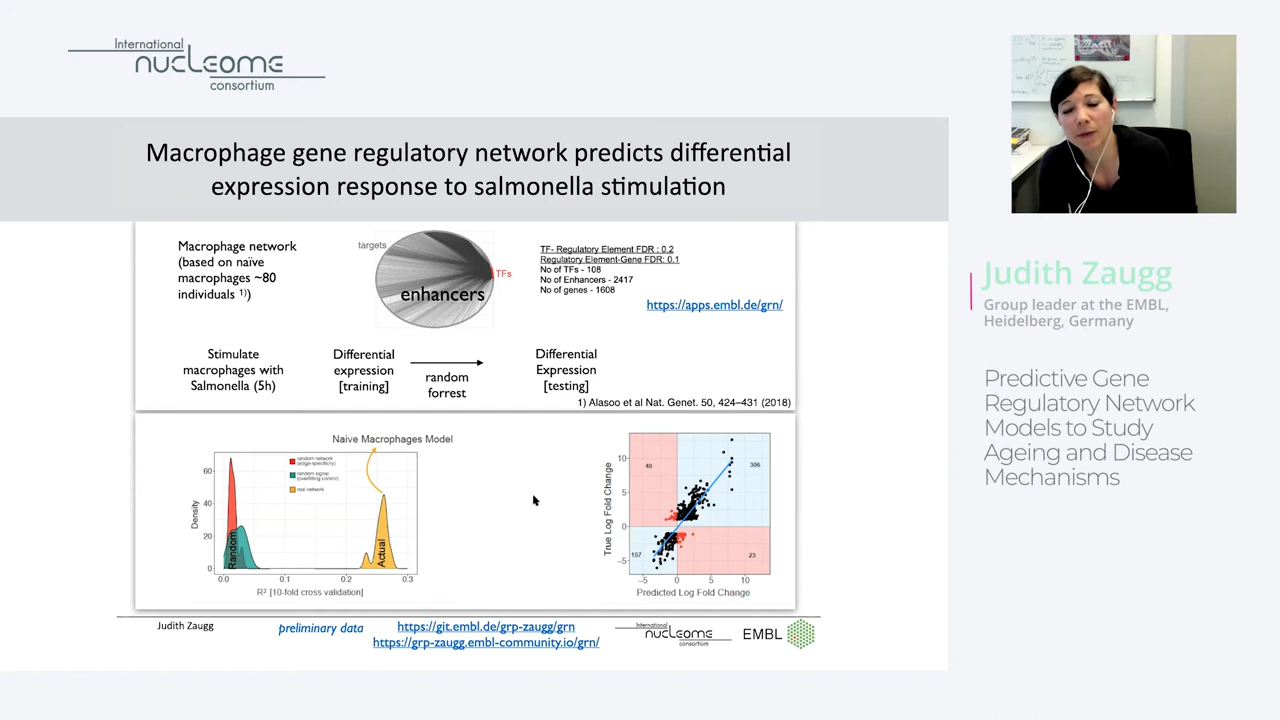 International
nucleome
consortium
Macrophage gene regulatory network predicts differential
expression response to salmonella stimulation
Macrophage network
(based on naïve
macrophages ~80
individuals 1))
targets
TFs
enhancers
TF- Regulatory Element FDR : 0.2
Regulatory Element-Gene FDR: 0.1
No of TFs - 108
No of Enhancers - 2417
No of genes - 1608
https://apps.embl.de/grn/
Stimulate
macrophages with
Salmonella (5h)
Differential
expression
[training]
random
forrest
Differential
Expression
[testing]
1) Alasoo et al Nat. Genet. 50, 424–431 (2018)
Naive Macrophages Model
random network
(edge-specificity)
random signal
(overfitting control)
real network
Density
60
40
20
0
Random
Actual
0.0 0.1 0.2 0.3
R² [10-fold cross validation]
True Log Fold Change
10
5
0
−5
40
306
157
23
−5 0 5 10
Predicted Log Fold Change
Judith Zaugg
preliminary data
https://git.embl.de/grp-zaugg/grn
https://grp-zaugg.embl-community.io/grn/
International
nucleome
consortium
EMBL
Judith Zaugg
Group leader at the EMBL,
Heidelberg, Germany
Predictive Gene
Regulatory Network
Models to Study
Ageing and Disease
Mechanisms